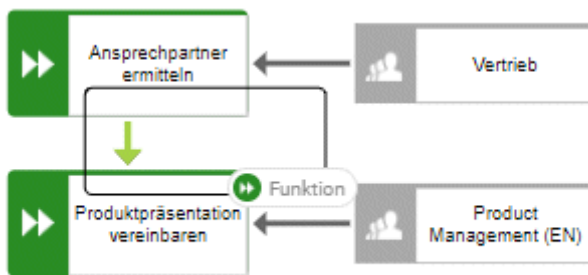 Ansprechpartner
ermitteln
Vertrieb
Funktion
Produktpräsentation
vereinbaren
Product
Management (EN)